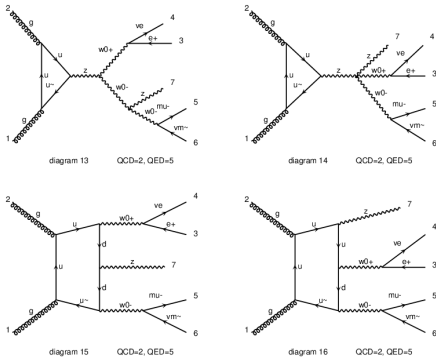 2 g u u u~ g 1 z w0+ ve 4 e+ 3 w0- z 7 w0- mu- 5 vm~ 6
diagram 13 QCD=2, QED=5
2 g u u u~ g 1 z z 7 w0+ ve 4 e+ 3 w0- mu- 5 vm~ 6
diagram 14 QCD=2, QED=5
2 g u u u~ g 1 d d w0+ ve 4 e+ 3 z 7 w0- mu- 5 vm~ 6
diagram 15 QCD=2, QED=5
2 g u u u~ g 1 u d z 7 w0+ ve 4 e+ 3 w0- mu- 5 vm~ 6
diagram 16 QCD=2, QED=5